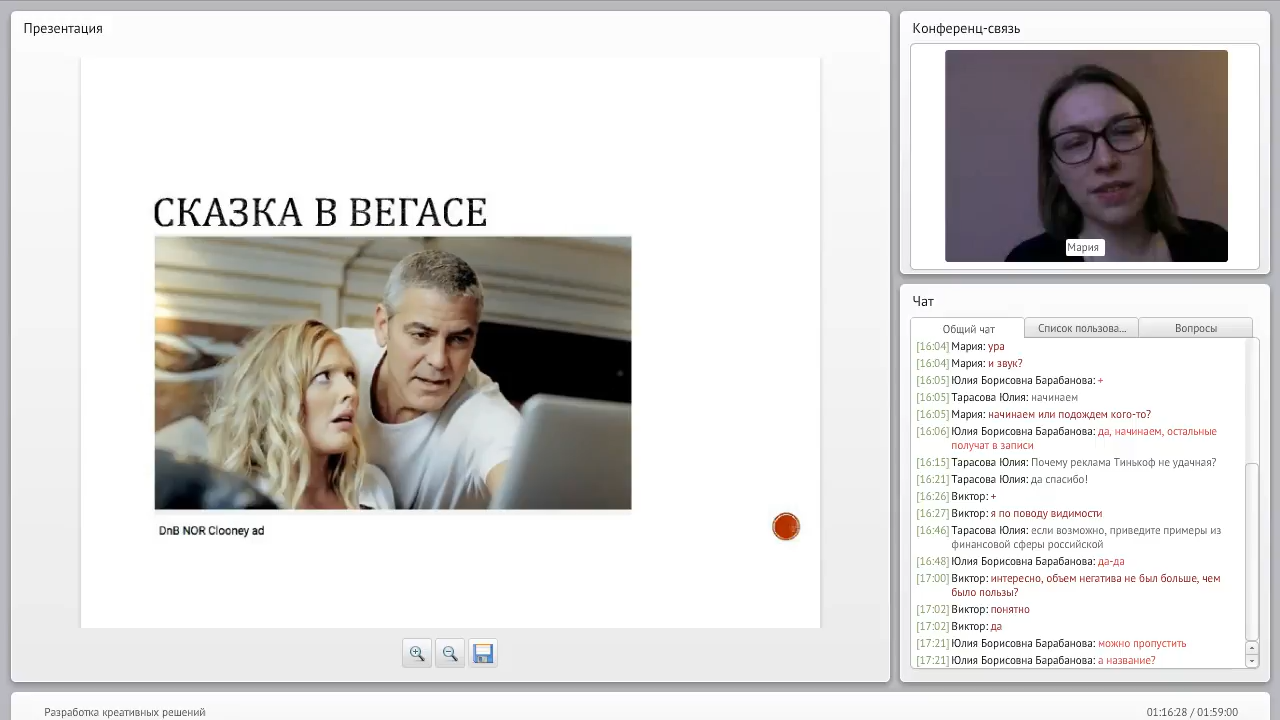 Презентация
СКАЗКА В ВЕГАСЕ
DnB NOR Clooney ad
Конференц-связь
Мария
Чат
Общий чат
Список пользова...
Вопросы
[16:04] Мария: ура
[16:04] Мария: и звук?
[16:05] Юлия Борисовна Барабанова: +
[16:05] Тарасова Юлия: начинаем
[16:05] Мария: начинаем или подождем кого-то?
[16:06] Юлия Борисовна Барабанова: да, начинаем, остальные
получат в записи
[16:15] Тарасова Юлия: Почему реклама Тинькоф не удачная?
[16:21] Тарасова Юлия: да спасибо!
[16:26] Виктор: +
[16:27] Виктор: я по поводу видимости
[16:46] Тарасова Юлия: если возможно, приведите примеры из
финансовой сферы российской
[16:48] Юлия Борисовна Барабанова: да-да
[17:00] Виктор: интересно, объем негатива не был больше, чем
было пользы?
[17:02] Виктор: понятно
[17:02] Виктор: да
[17:21] Юлия Борисовна Барабанова: можно пропустить
[17:21] Юлия Борисовна Барабанова: а название?
Разработка креативных решений
01:16:28 / 01:59:00